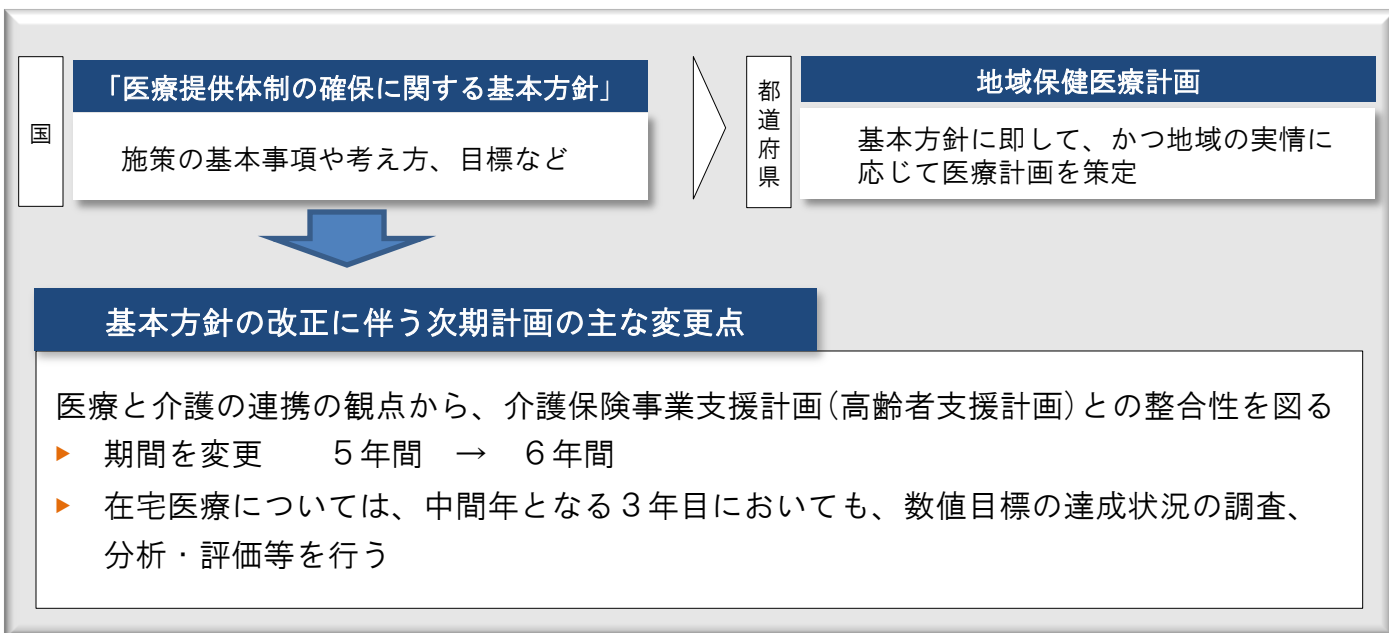 国
「医療提供体制の確保に関する基本方針」
施策の基本事項や考え方、目標など
都道府県
地域保健医療計画
基本方針に即して、かつ地域の実情に
応じて医療計画を策定
基本方針の改正に伴う次期計画の主な変更点
医療と介護の連携の観点から、介護保険事業支援計画(高齢者支援計画)との整合性を図る
▶ 期間を変更　　５年間　→　６年間
▶ 在宅医療については、中間年となる３年目においても、数値目標の達成状況の調査、
分析・評価等を行う